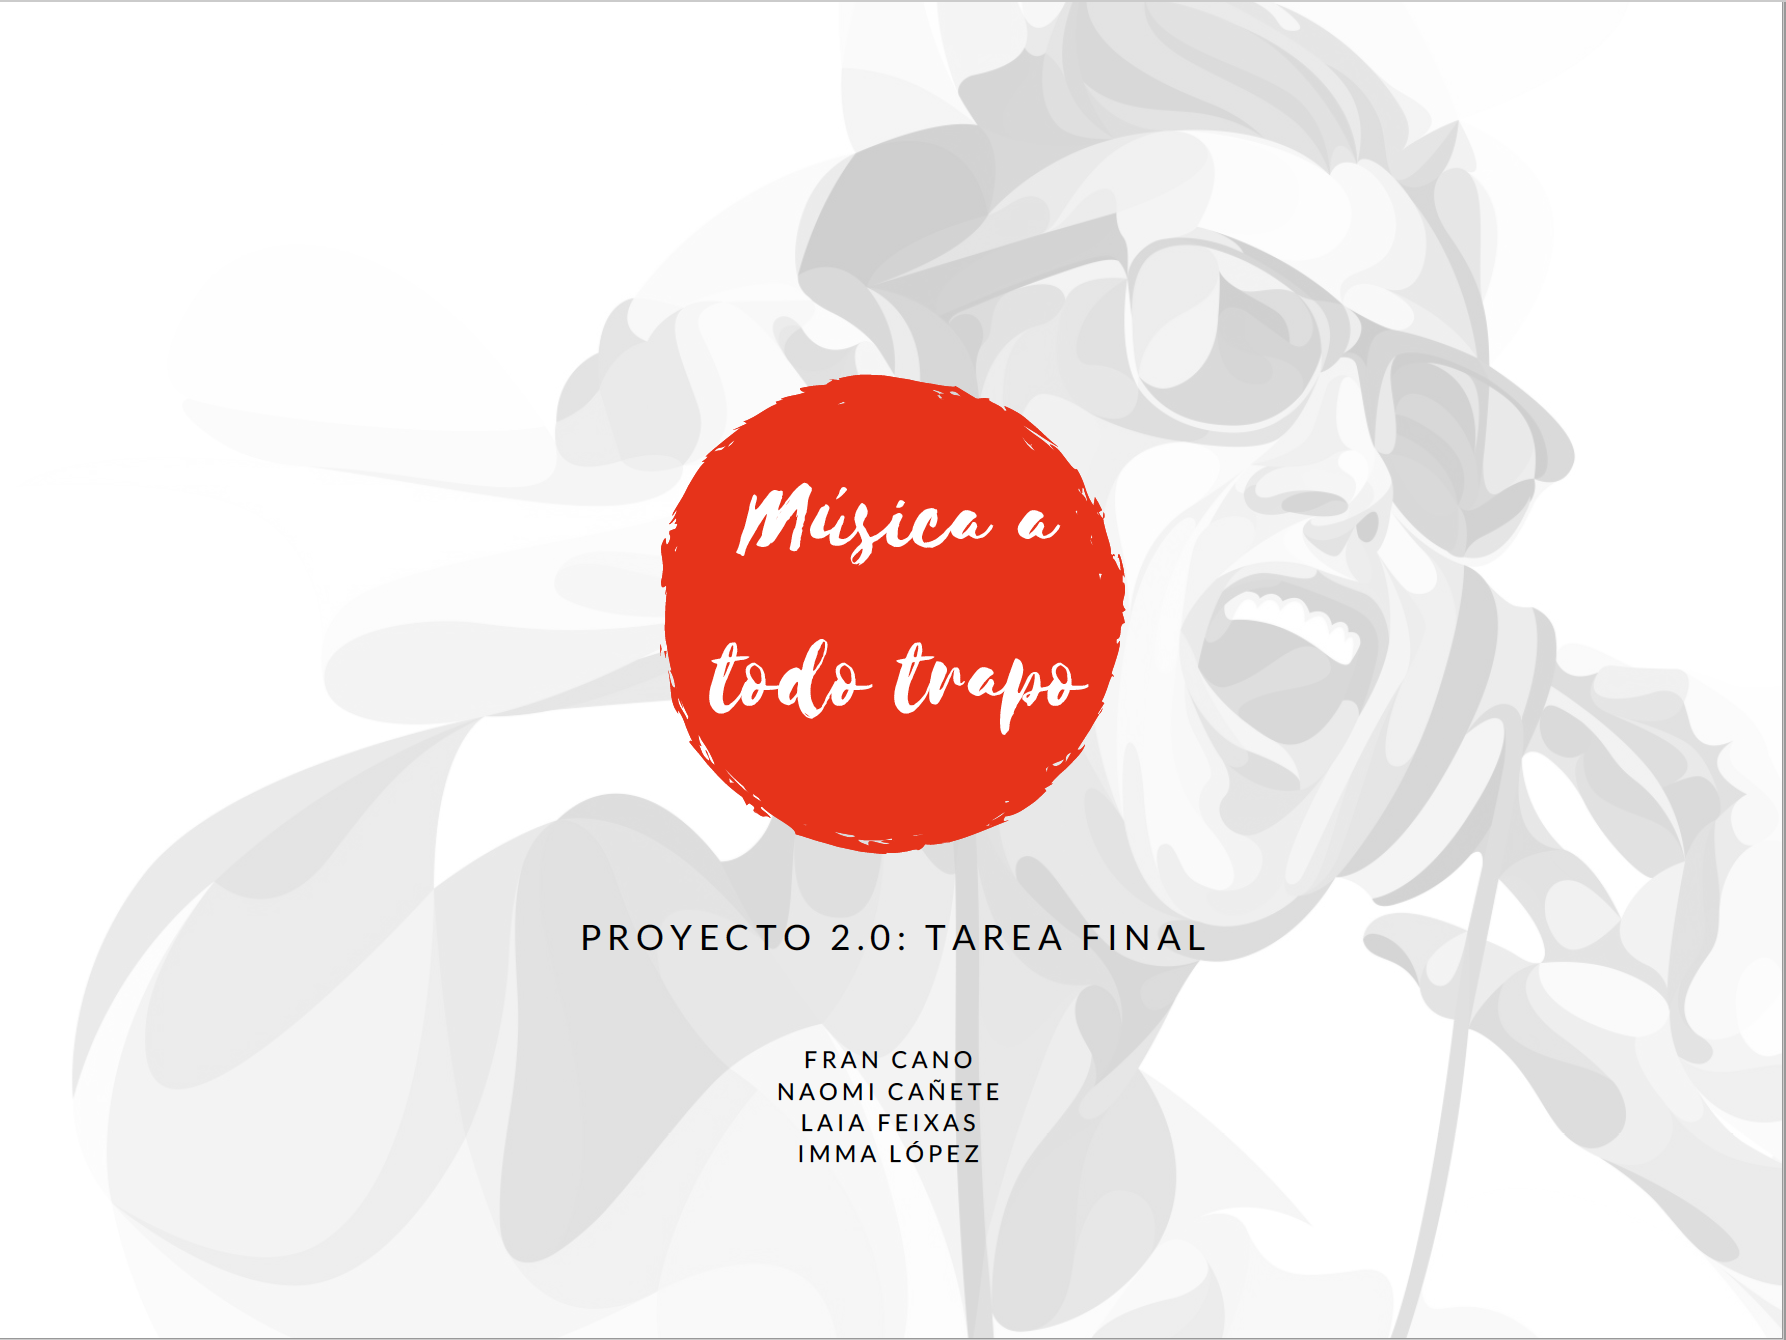 Música a
todo trapo
PROYECTO 2.0: TAREA FINAL
FRAN CANO
NAOMI CAÑETE
LAIA FEIXAS
IMMA LÓPEZ